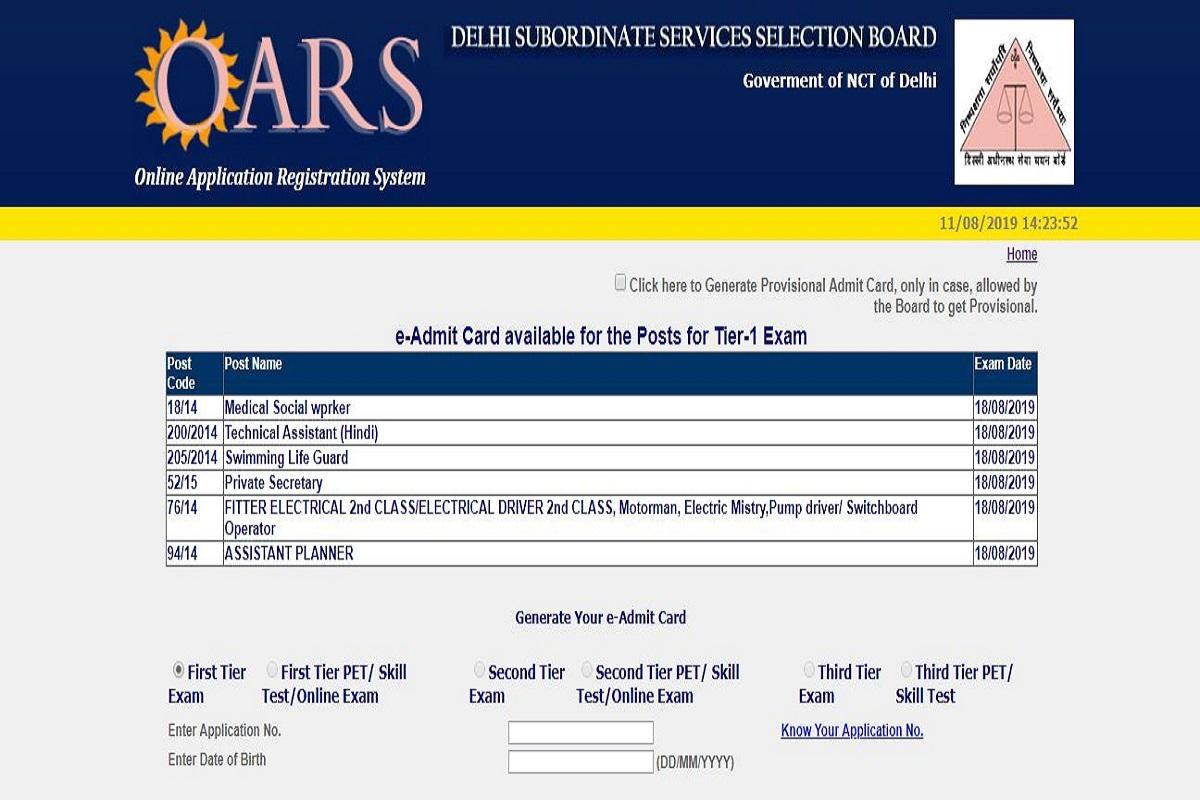 OARS
Online Application Registration System
DELHI SUBORDINATE SERVICES SELECTION BOARD
Goverment of NCT of Delhi
निष्पक्षता सर्वोपरि
दिल्ली अधीनस्थ सेवा चयन बोर्ड
11/08/2019 14:23:52
Home
Click here to Generate Provisional Admit Card, only in case, allowed by
the Board to get Provisional.
e-Admit Card available for the Posts for Tier-1 Exam
Post Code Post Name Exam Date
18/14 Medical Social wprker 18/08/2019
200/2014 Technical Assistant (Hindi) 18/08/2019
205/2014 Swimming Life Guard 18/08/2019
52/15 Private Secretary 18/08/2019
76/14 FITTER ELECTRICAL 2nd CLASS/ELECTRICAL DRIVER 2nd CLASS, Motorman, Electric Mistry,Pump driver/ Switchboard 18/08/2019
Operator
94/14 ASSISTANT PLANNER 18/08/2019
Generate Your e-Admit Card
First Tier Exam First Tier PET/ Skill Test/Online Exam Second Tier Exam Second Tier PET/ Skill Test/Online Exam Third Tier Exam Third Tier PET/ Skill Test
Enter Application No. Know Your Application No.
Enter Date of Birth (DD/MM/YYYY)